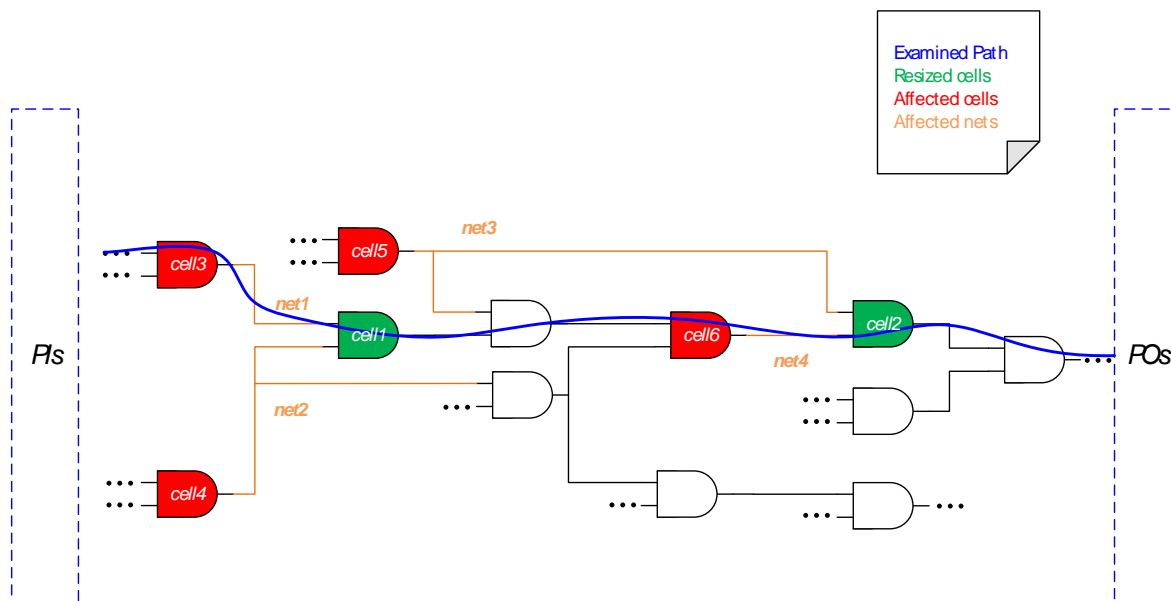 Examined Path
Resized cells
Affected cells
Affected nets
net3
cell5
cell3
net1
cell1
cell6
cell2
net4
PIs
POs
net2
cell4